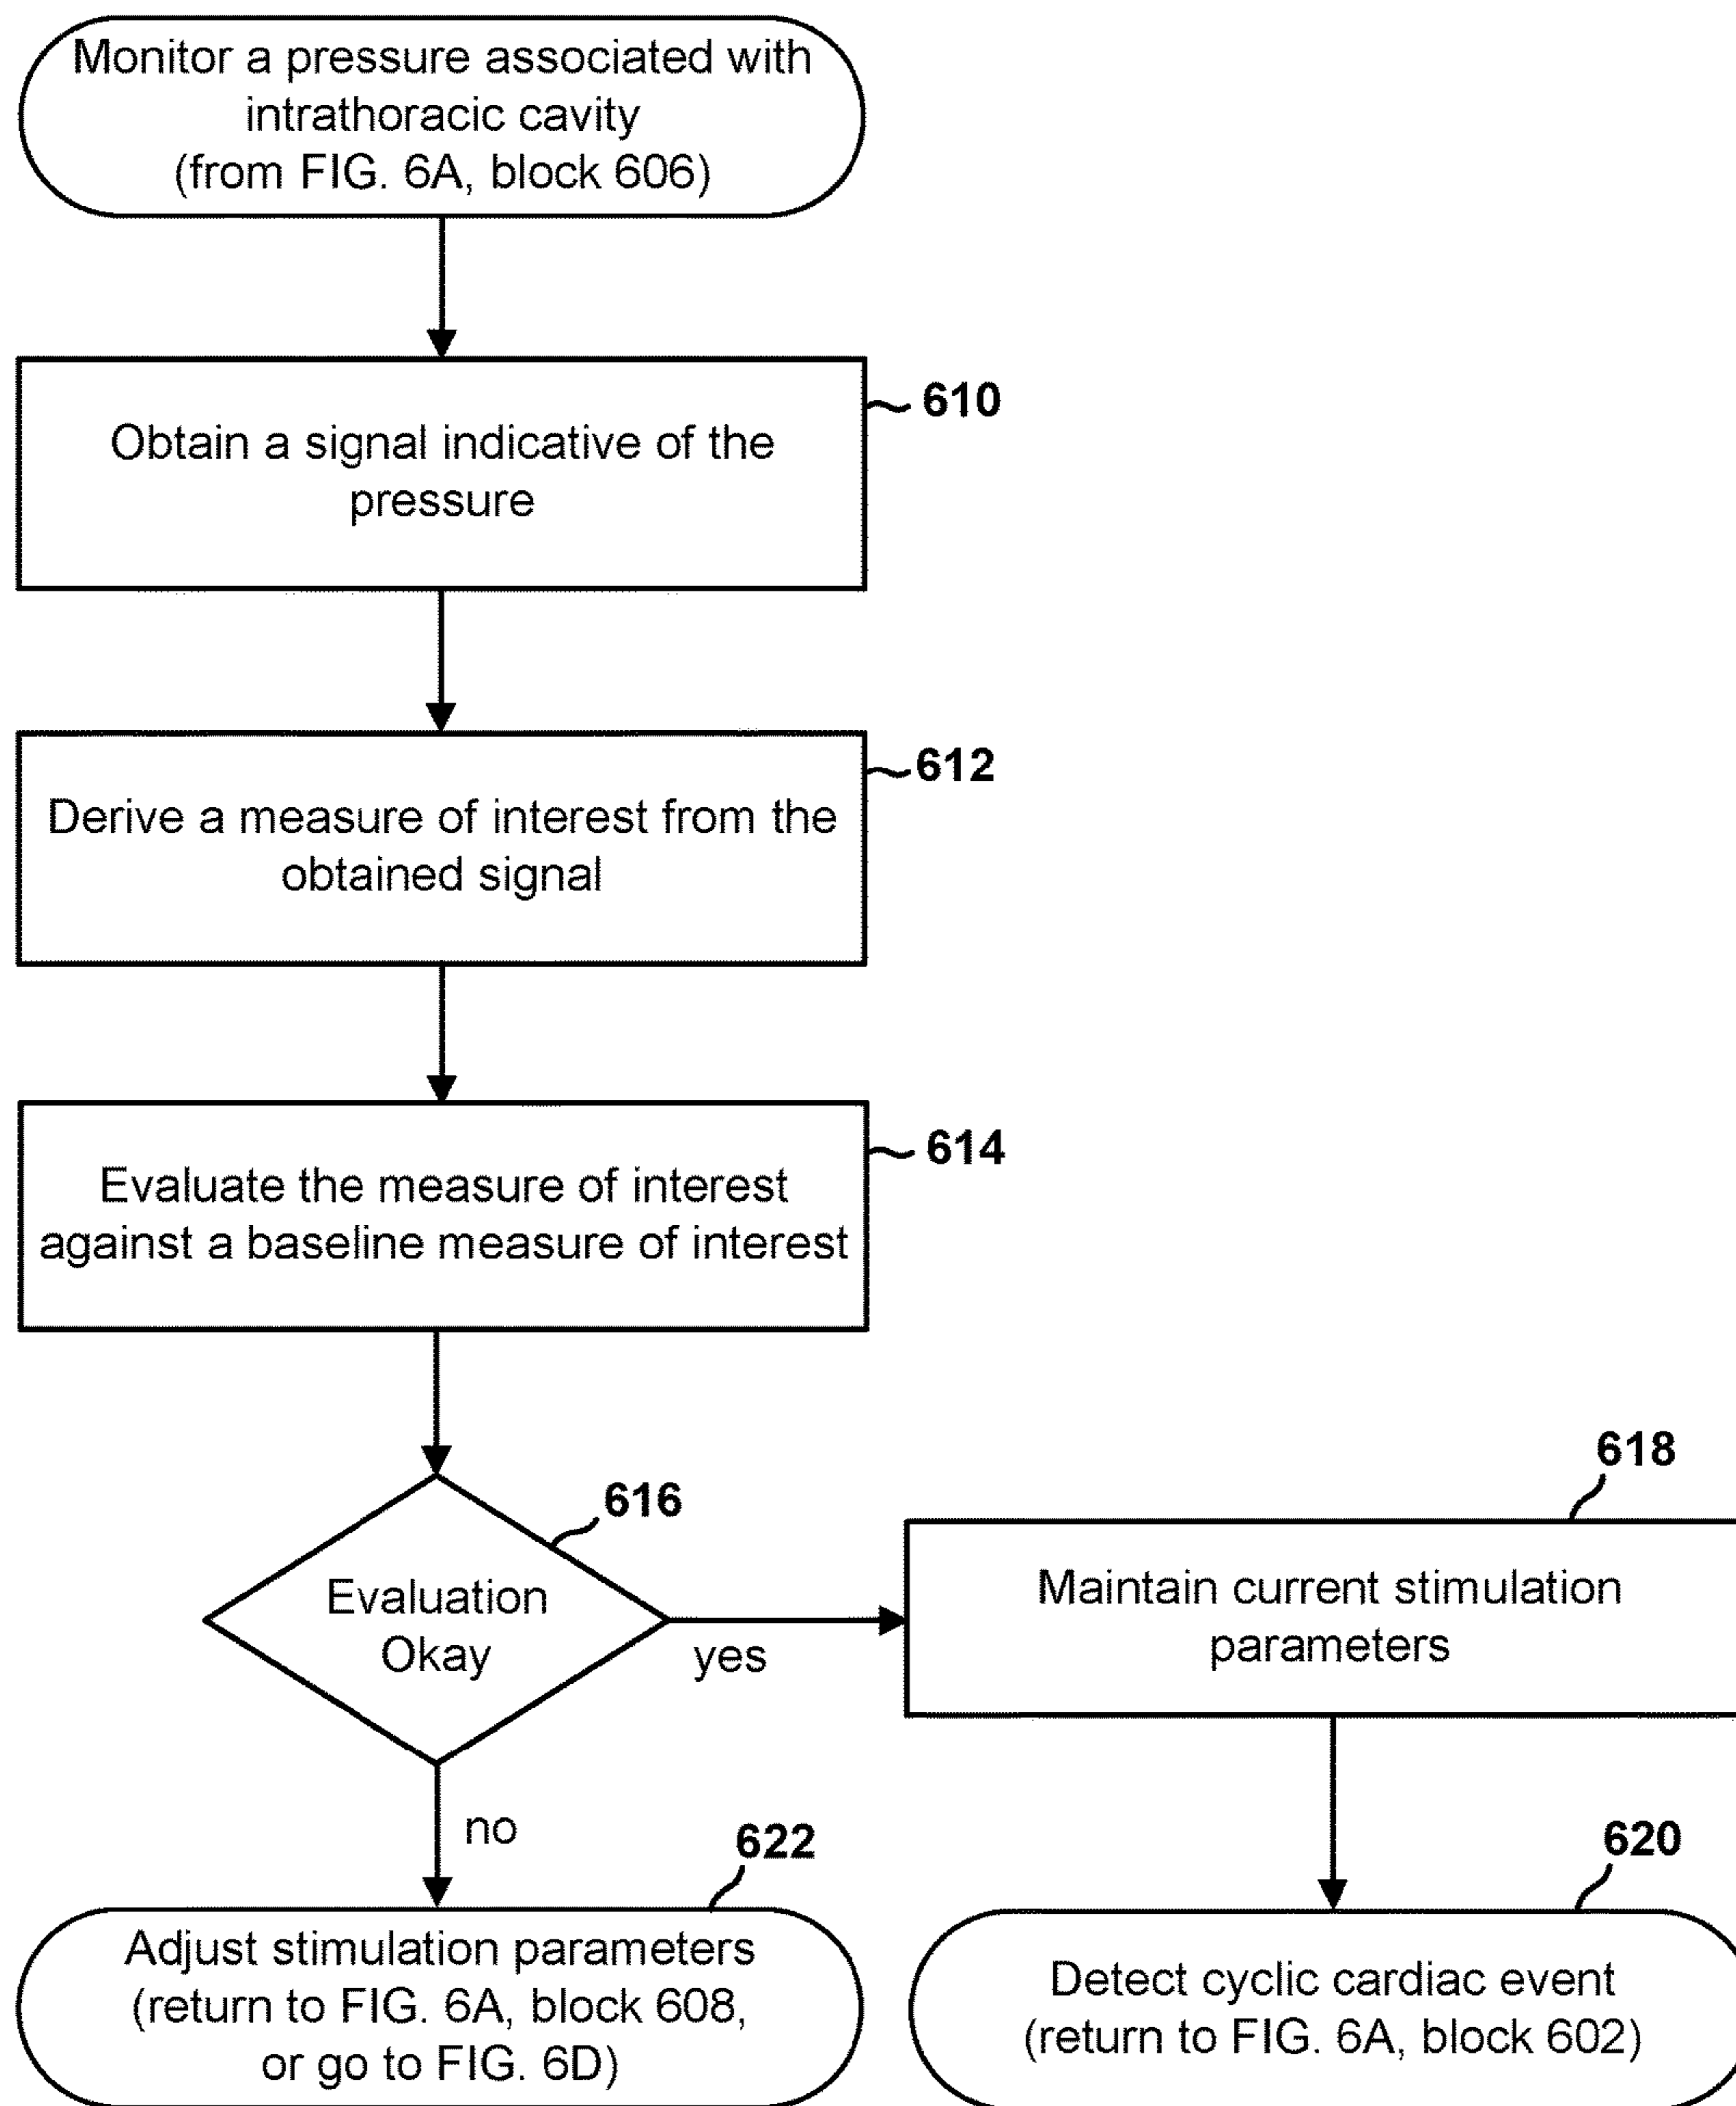 Monitor a pressure associated with
intrathoracic cavity
(from FIG. 6A, block 606)
610
Obtain a signal indicative of the
pressure
612
Derive a measure of interest from the
obtained signal
614
Evaluate the measure of interest
against a baseline measure of interest
616
Evaluation
Okay
yes
618
Maintain current stimulation
parameters
no
622
Adjust stimulation parameters
(return to FIG. 6A, block 608,
or go to FIG. 6D)
620
Detect cyclic cardiac event
(return to FIG. 6A, block 602)